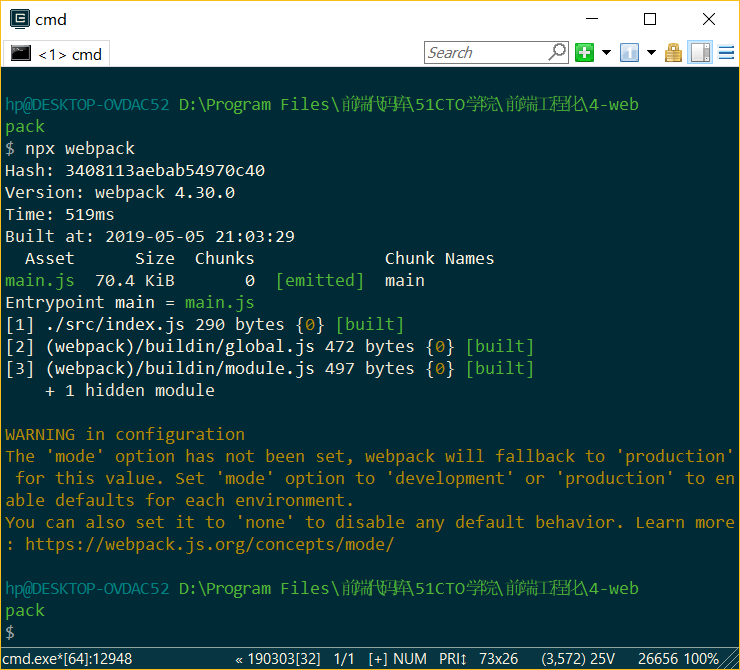 cmd
<1> cmd
Search
hp@DESKTOP-OVDAC52 D:\Program Files\前端代码库\51CTO学院\前端工程化\4-web
pack
$ npx webpack
Hash: 3408113aebab54970c40
Version: webpack 4.30.0
Time: 519ms
Built at: 2019-05-05 21:03:29
Asset Size Chunks Chunk Names
main.js 70.4 KiB 0 [emitted] main
Entrypoint main = main.js
[1] ./src/index.js 290 bytes {0} [built]
[2] (webpack)/buildin/global.js 472 bytes {0} [built]
[3] (webpack)/buildin/module.js 497 bytes {0} [built]
+ 1 hidden module
WARNING in configuration
The 'mode' option has not been set, webpack will fallback to 'production'
for this value. Set 'mode' option to 'development' or 'production' to en
able defaults for each environment.
You can also set it to 'none' to disable any default behavior. Learn more
: https://webpack.js.org/concepts/mode/
hp@DESKTOP-OVDAC52 D:\Program Files\前端代码库\51CTO学院\前端工程化\4-web
pack
$
cmd.exe*[64]:12948 « 190303[32] 1/1 [+] NUM PRI↕ 73x26 (3,572) 25V 26656 100%